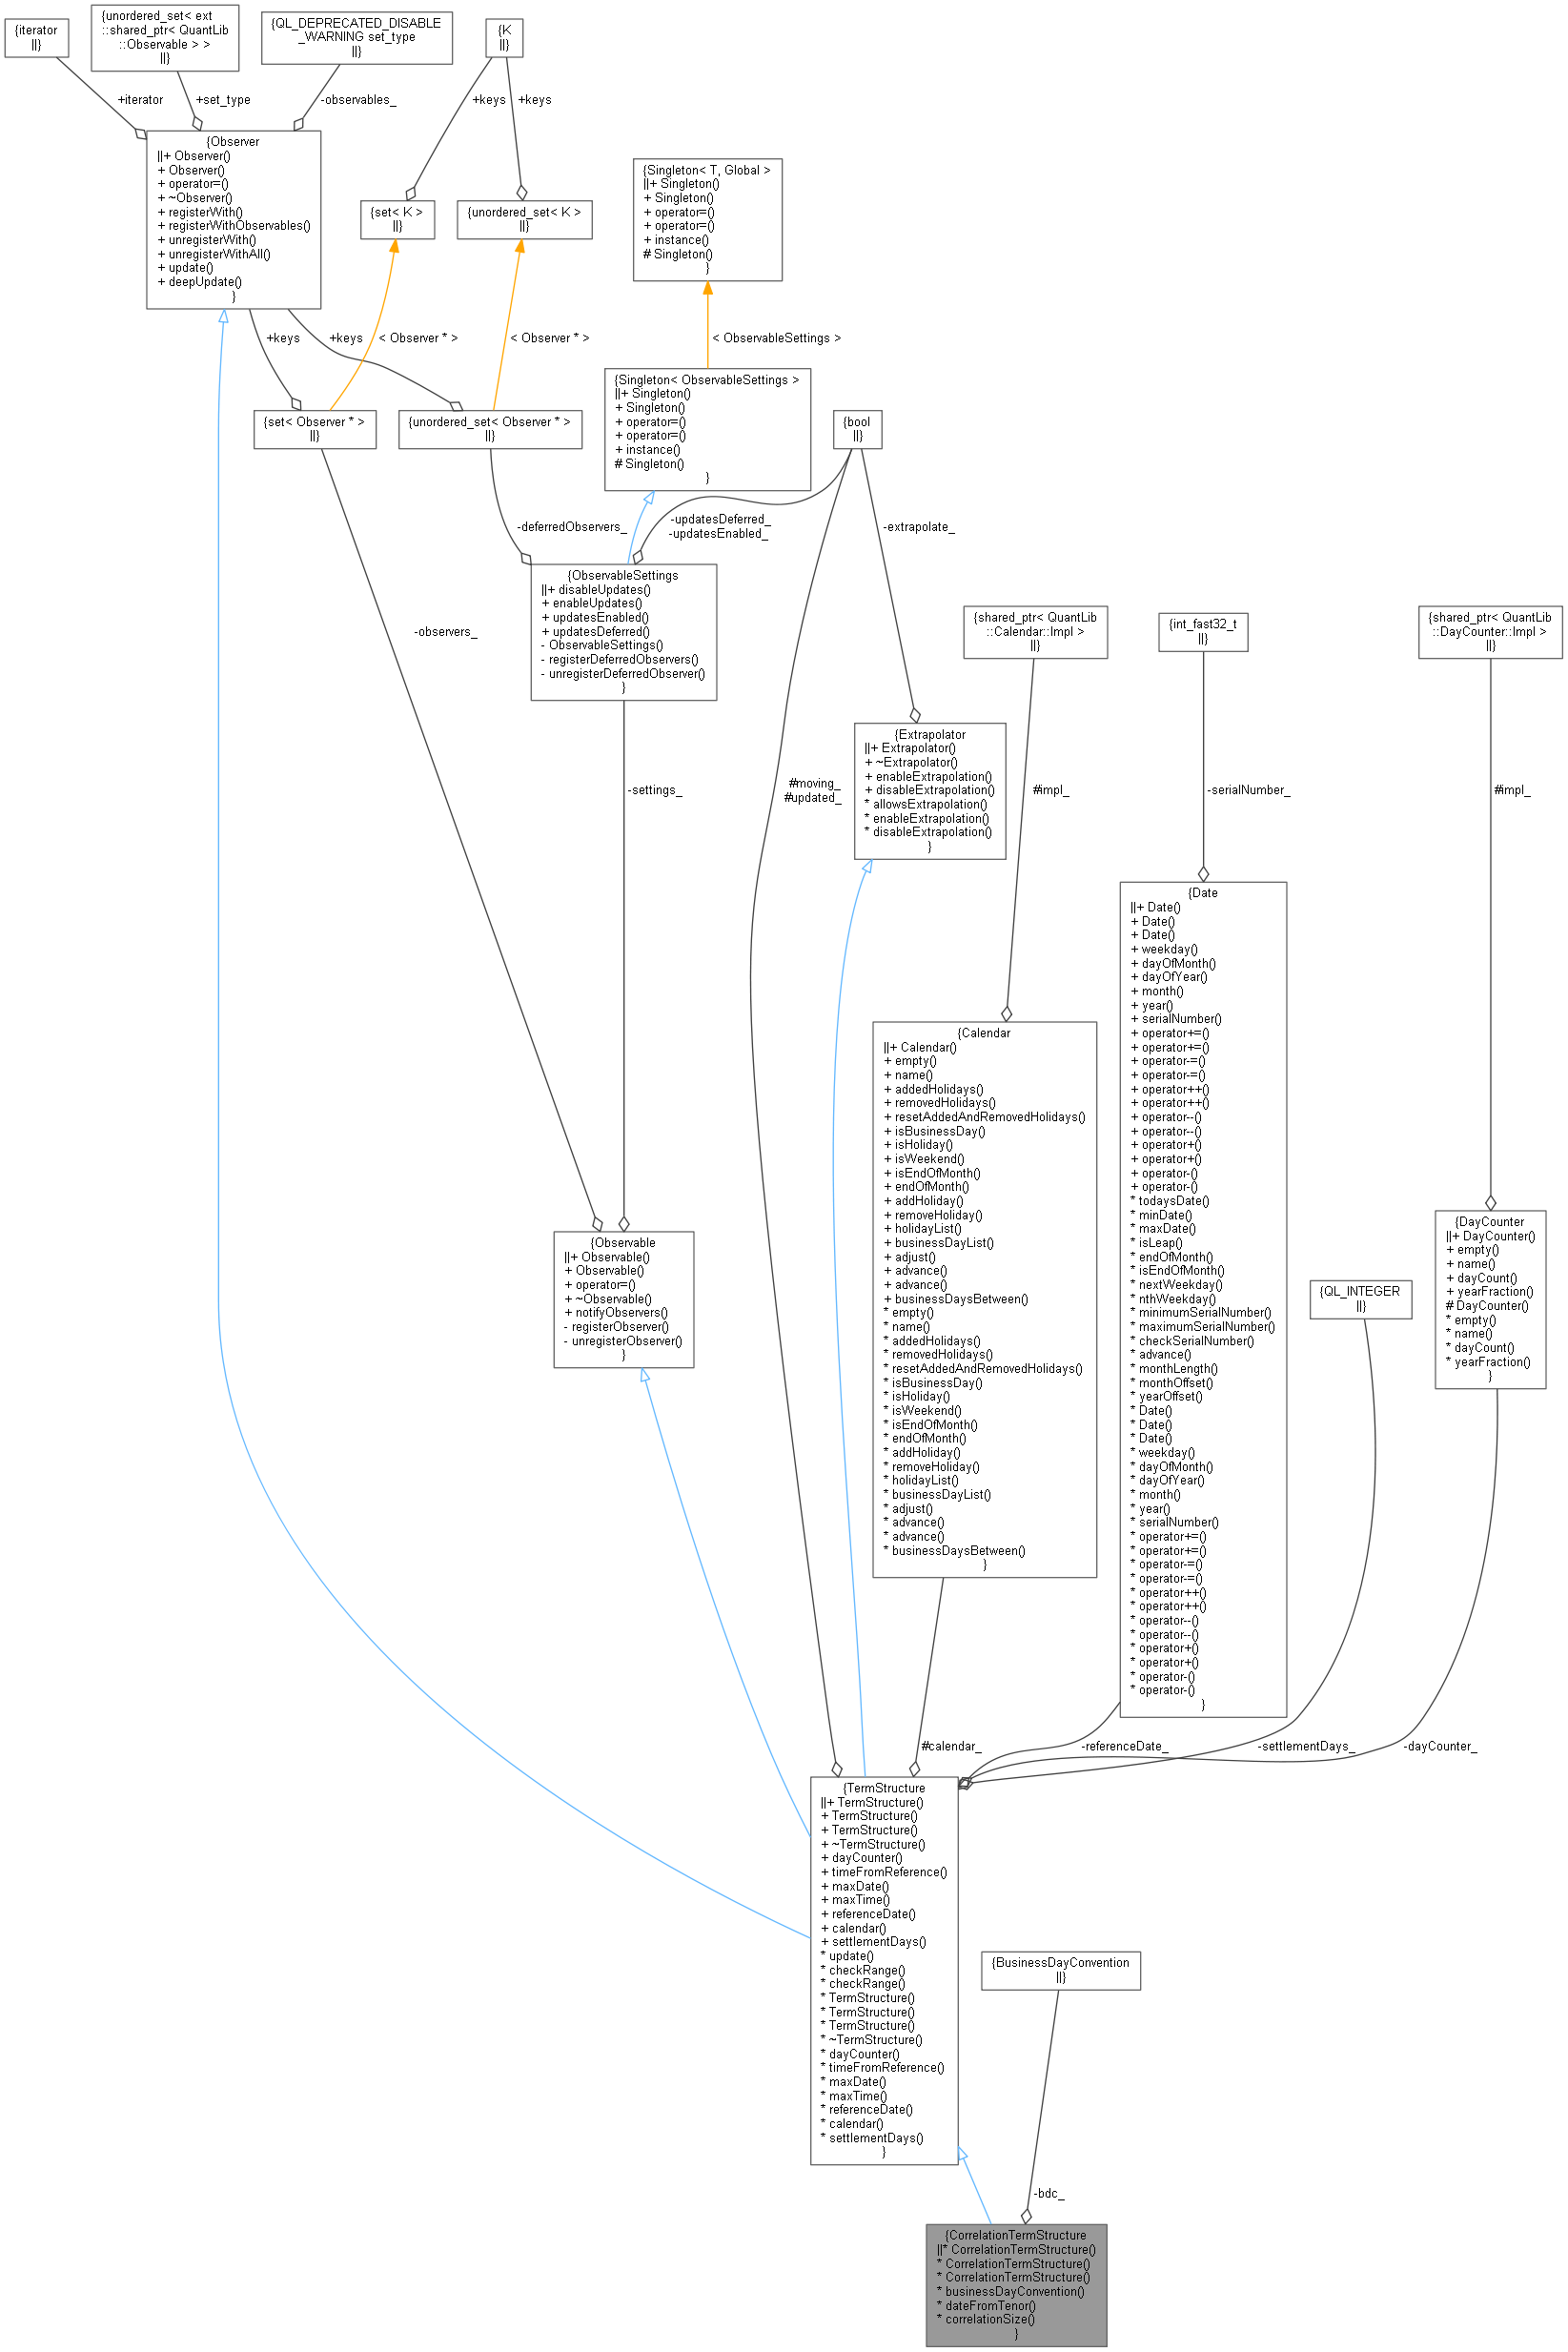 {iterator
||}
{unordered_set< ext
::shared_ptr< QuantLib
::Observable > >
||}
{QL_DEPRECATED_DISABLE
_WARNING set_type
||}
{K
||}
+iterator
+set_type
-observables_
+keys
+keys
{Observer
||+ Observer()
+ Observer()
+ operator=()
+ ~Observer()
+ registerWith()
+ registerWithObservables()
+ unregisterWith()
+ unregisterWithAll()
+ update()
+ deepUpdate()
}
{set< K >
||}
{unordered_set< K >
||}
{Singleton< T, Global >
||+ Singleton()
+ Singleton()
+ operator=()
+ operator=()
+ instance()
# Singleton()
}
+keys
+keys
< Observer * >
< Observer * >
< ObservableSettings >
{set< Observer * >
||}
{unordered_set< Observer * >
||}
{Singleton< ObservableSettings >
||+ Singleton()
+ Singleton()
+ operator=()
+ operator=()
+ instance()
# Singleton()
}
{bool
||}
-deferredObservers_
-updatesDeferred_
-updatesEnabled_
-extrapolate_
-observers_
{ObservableSettings
||+ disableUpdates()
+ enableUpdates()
+ updatesEnabled()
+ updatesDeferred()
- ObservableSettings()
- registerDeferredObservers()
- unregisterDeferredObserver()
}
{shared_ptr< QuantLib
::Calendar::Impl >
||}
{int_fast32_t
||}
{shared_ptr< QuantLib
::DayCounter::Impl >
||}
-settings_
#moving_
#updated_
{Extrapolator
||+ Extrapolator()
+ ~Extrapolator()
+ enableExtrapolation()
+ disableExtrapolation()
* allowsExtrapolation()
* enableExtrapolation()
* disableExtrapolation()
}
#impl_
-serialNumber_
#impl_
{Observable
||+ Observable()
+ Observable()
+ operator=()
+ ~Observable()
+ notifyObservers()
- registerObserver()
- unregisterObserver()
}
{Calendar
||+ Calendar()
+ empty()
+ name()
+ addedHolidays()
+ removedHolidays()
+ resetAddedAndRemovedHolidays()
+ isBusinessDay()
+ isHoliday()
+ isWeekend()
+ isEndOfMonth()
+ endOfMonth()
+ addHoliday()
+ removeHoliday()
+ holidayList()
+ businessDayList()
+ adjust()
+ advance()
+ advance()
+ businessDaysBetween()
* empty()
* name()
* addedHolidays()
* removedHolidays()
* resetAddedAndRemovedHolidays()
* isBusinessDay()
* isHoliday()
* isWeekend()
* isEndOfMonth()
* endOfMonth()
* addHoliday()
* removeHoliday()
* holidayList()
* businessDayList()
* adjust()
* advance()
* advance()
* businessDaysBetween()
}
{Date
||+ Date()
+ Date()
+ Date()
+ weekday()
+ dayOfMonth()
+ dayOfYear()
+ month()
+ year()
+ serialNumber()
+ operator+=()
+ operator+=()
+ operator-=()
+ operator-=()
+ operator++()
+ operator++()
+ operator--()
+ operator--()
+ operator+()
+ operator+()
+ operator-()
+ operator-()
* todaysDate()
* minDate()
* maxDate()
* isLeap()
* endOfMonth()
* isEndOfMonth()
* nextWeekday()
* nthWeekday()
* minimumSerialNumber()
* maximumSerialNumber()
* checkSerialNumber()
* advance()
* monthLength()
* monthOffset()
* yearOffset()
* Date()
* Date()
* Date()
* weekday()
* dayOfMonth()
* dayOfYear()
* month()
* year()
* serialNumber()
* operator+=()
* operator+=()
* operator-=()
* operator-=()
* operator++()
* operator++()
* operator--()
* operator--()
* operator+()
* operator+()
* operator-()
* operator-()
}
{QL_INTEGER
||}
{DayCounter
||+ DayCounter()
+ empty()
+ name()
+ dayCount()
+ yearFraction()
# DayCounter()
* empty()
* name()
* dayCount()
* yearFraction()
}
#calendar_
-referenceDate_
-settlementDays_
-dayCounter_
{TermStructure
||+ TermStructure()
+ TermStructure()
+ TermStructure()
+ ~TermStructure()
+ dayCounter()
+ timeFromReference()
+ maxDate()
+ maxTime()
+ referenceDate()
+ calendar()
+ settlementDays()
* update()
* checkRange()
* checkRange()
* TermStructure()
* TermStructure()
* TermStructure()
* ~TermStructure()
* dayCounter()
* timeFromReference()
* maxDate()
* maxTime()
* referenceDate()
* calendar()
* settlementDays()
}
{BusinessDayConvention
||}
-bdc_
{CorrelationTermStructure
||* CorrelationTermStructure()
* CorrelationTermStructure()
* CorrelationTermStructure()
* businessDayConvention()
* dateFromTenor()
* correlationSize()
}